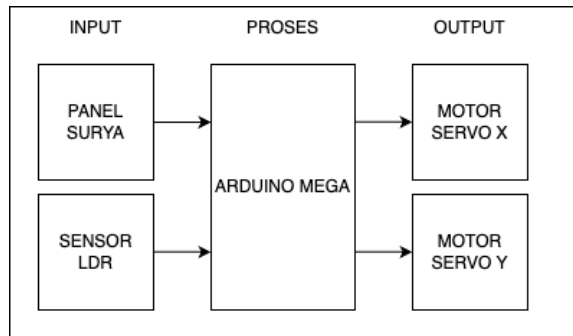 INPUT
PROSES
OUTPUT
PANEL
SURYA
SENSOR
LDR
ARDUINO MEGA
MOTOR
SERVO X
MOTOR
SERVO Y